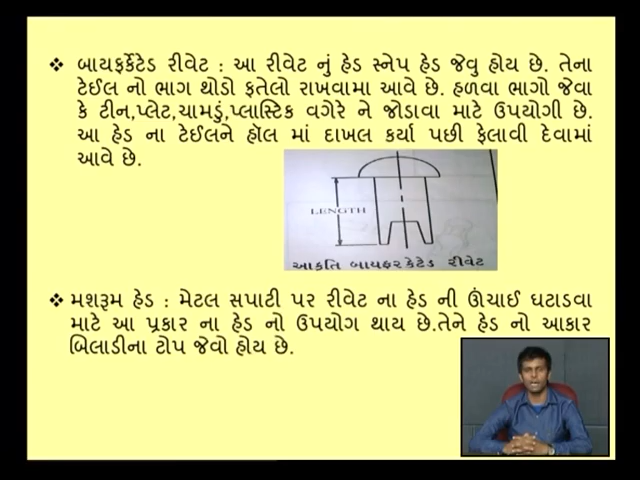 ❖ બાયફર્કેટેડ રીવેટ : આ રીવેટ નું હેડ સ્નેપ હેડ જેવુ હોય છે. તેના
ટેઈલ નો ભાગ થોડો ફતેલો રાખવામા આવે છે. હળવા ભાગો જેવા
કે ટીન,પ્લેટ,ચામડું,પ્લાસ્ટિક વગેરે ને જોડાવા માટે ઉપયોગી છે.
આ હેડ ના ટેઈલને હૉલ માં દાખલ કર્યા પછી ફેલાવી દેવામાં
આવે છે.
LENGTH
આકૃતિ બાયફરકેટેડ રીવેટ
❖ મશરૂમ હેડ : મેટલ સપાટી પર રીવેટ ના હેડ ની ઊંચાઈ ઘટાડવા
માટે આ પ્રકાર ના હેડ નો ઉપયોગ થાય છે.તેને હેડ નો આકાર
બિલાડીના ટોપ જેવો હોય છે.